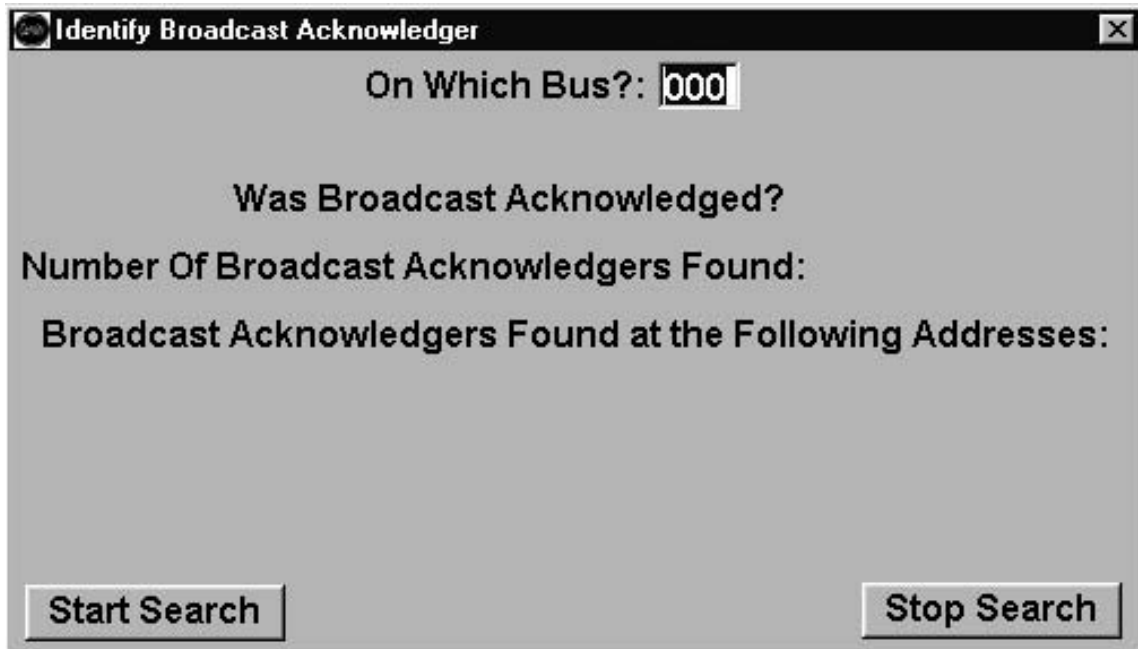 Identify Broadcast Acknowledger
On Which Bus?: 000
Was Broadcast Acknowledged?
Number Of Broadcast Acknowledgers Found:
Broadcast Acknowledgers Found at the Following Addresses:
Start Search Stop Search